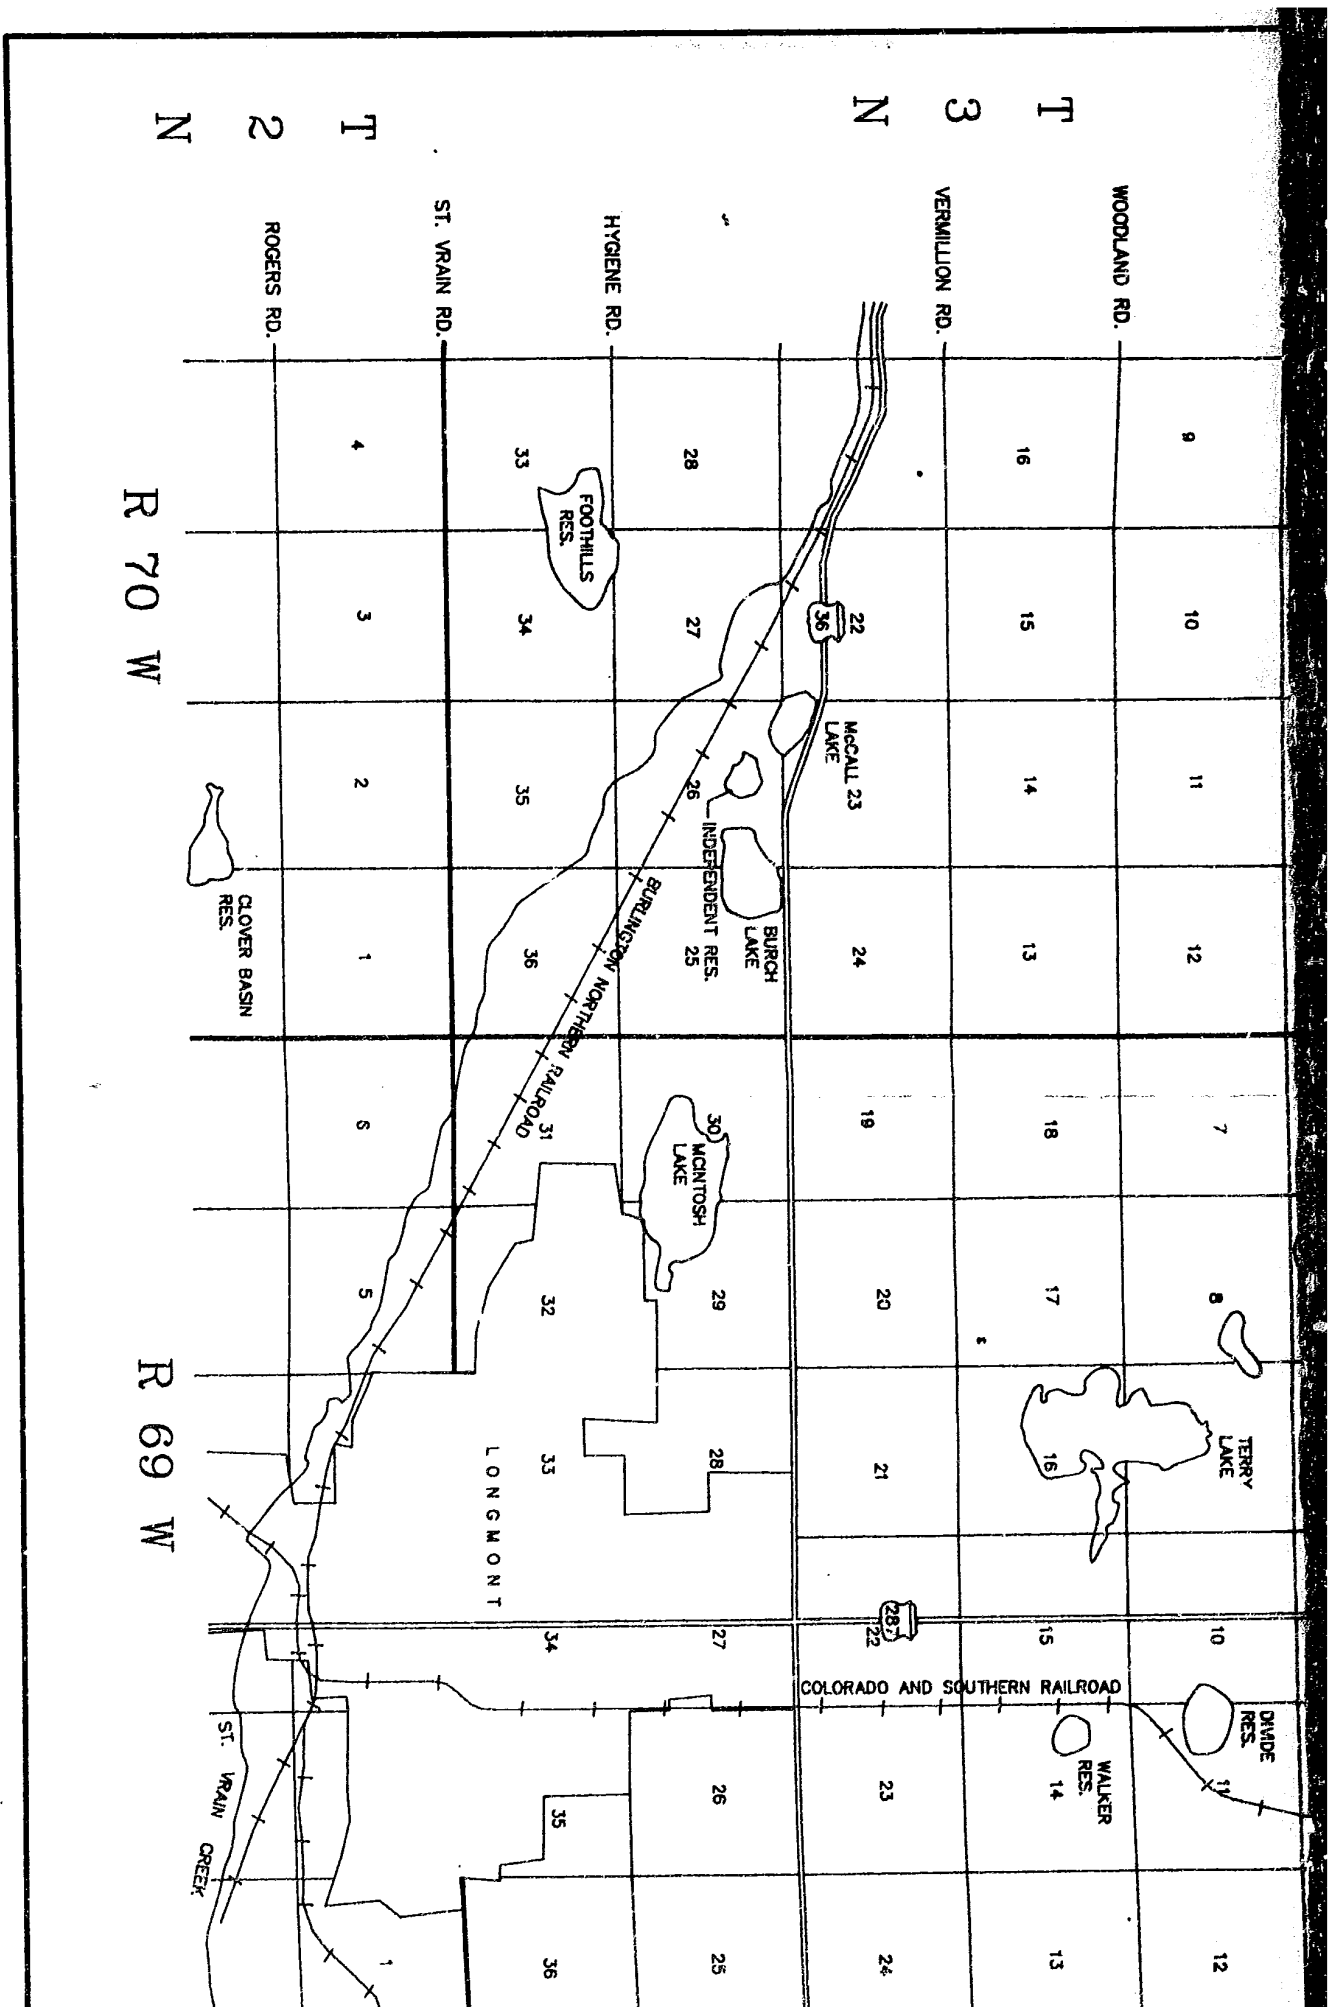 T
3
N
T
2
N
WOODLAND RD.
VERMILLION RD.
HYGIENE RD.
ST. VRAIN RD.
ROGERS RD.
9
10
11
12
7
8
10
11
12
TERRY
LAKE
DIVIDE
RES.
16
15
14
13
18
17
16
15
14
13
WALKER
RES.
COLORADO AND SOUTHERN RAILROAD
22
36
McCALL
LAKE
23
24
19
20
21
287
22
23
24
28
27
26
INDEPENDENT RES.
BURCH
LAKE
25
30
MCINTOSH
LAKE
29
28
27
26
25
BURLINGTON NORTHERN RAILROAD
33
FOOTHILLS
RES.
34
35
36
31
32
33
34
35
36
LONGMONT
4
3
2
1
6
5
1
CLOVER BASIN
RES.
ST. VRAIN CREEK
R 70 W
R 69 W